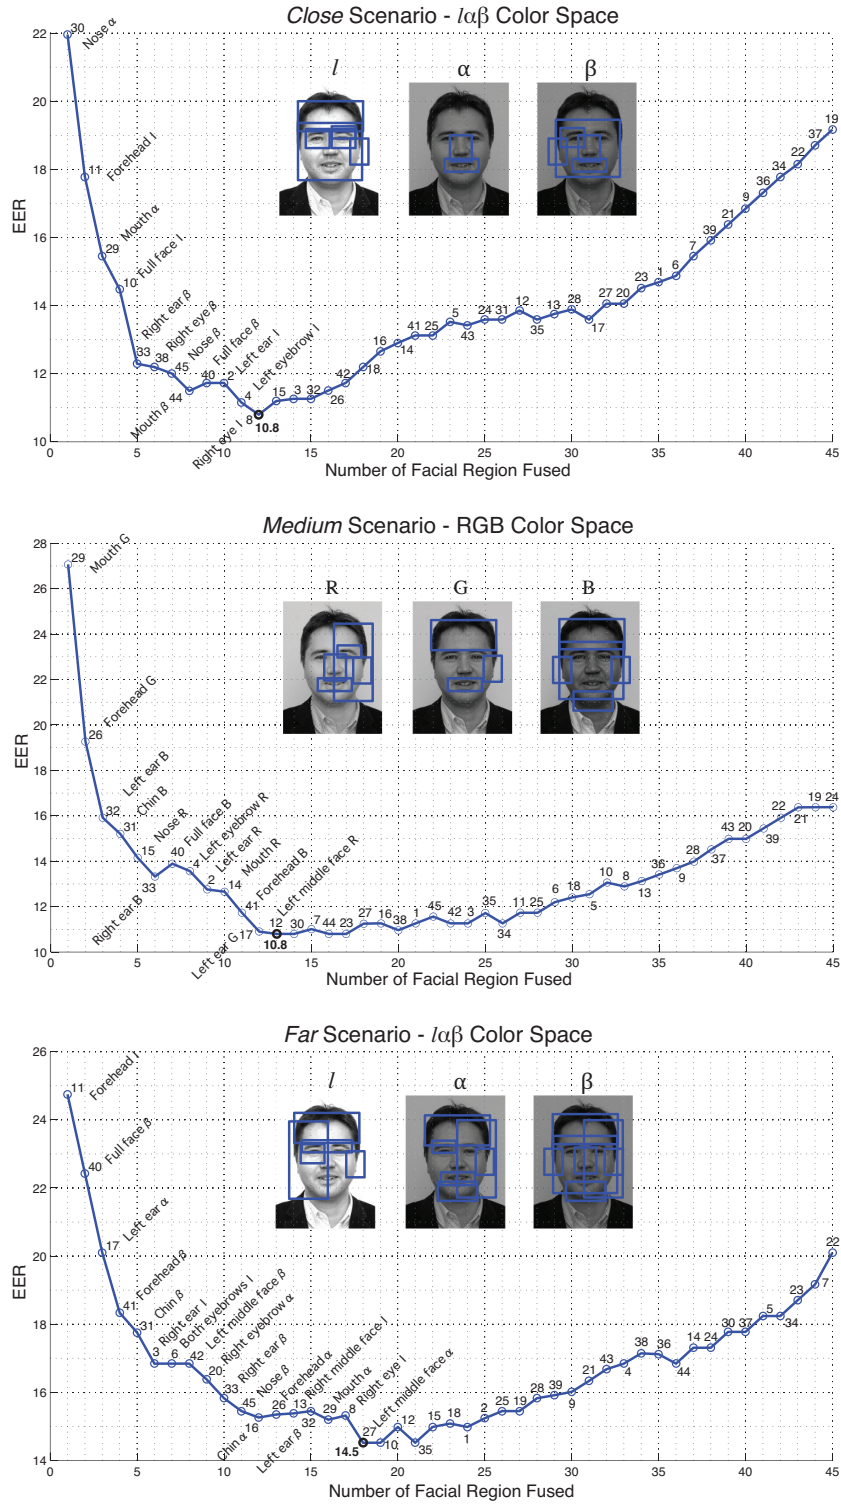 Close Scenario - lαβ Color Space
l α β
EER
22
20
18
16
14
12
10
30 Nose α
11 Forehead l
29 Mouth α
10 Full face l
33 Right ear β
38 Right eye β
45 Nose β
44 Mouth β
40 Full face β
2 Left ear l
4 Left eyebrow l
8 Right eye l
10.8
15 3 32 26 42 18 16 14 41 25 5 43 24 31 12 35 13 28 17 27 20 23 1 6 7 39 21 9 36 34 22 37 19
0 5 10 15 20 25 30 35 40 45
Number of Facial Region Fused
Medium Scenario - RGB Color Space
R G B
EER
28
26
24
22
20
18
16
14
12
10
29 Mouth G
26 Forehead G
32 Left ear B
31 Chin B
15 Nose R
33 Right ear B
40 Full face B
4 Left eyebrow R
2 Left ear R
14 Mouth R
41 Forehead B
17 Left ear G
12 Left middle face R
10.8
30 7 44 23 27 16 38 1 45 42 3 35 34 11 25 6 18 5 10 8 13 36 9 28 37 43 20 39 22 21 19 24
0 5 10 15 20 25 30 35 40 45
Number of Facial Region Fused
Far Scenario - lαβ Color Space
l α β
EER
26
24
22
20
18
16
14
11 Forehead l
40 Full face β
17 Left ear α
41 Forehead β
31 Chin β
3 Right ear l
6 Both eyebrows l
42 Left middle face β
20 Right eyebrow α
33 Right ear β
45 Nose β
16 Chin α
26 Forehead α
13 Right middle face l
32 Left ear β
29 Mouth α
8 Right eye l
27 Left middle face α
14.5
10 12 35 15 18 1 2 25 19 28 39 9 21 43 4 38 36 44 14 24 30 37 5 34 23 7 22
0 5 10 15 20 25 30 35 40 45
Number of Facial Region Fused